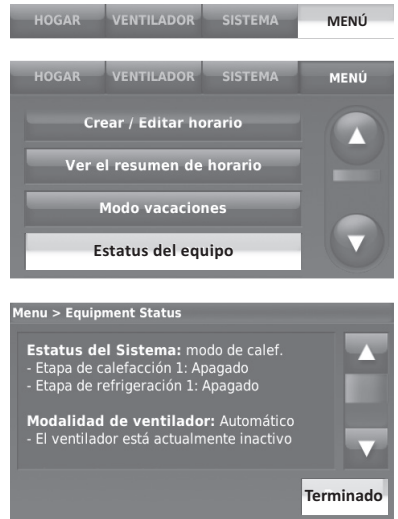 HOGAR VENTILADOR SISTEMA MENÚ
HOGAR VENTILADOR SISTEMA MENÚ
Crear / Editar horario
Ver el resumen de horario
Modo vacaciones
Estatus del equipo
Menu > Equipment Status
Estatus del Sistema: modo de calef.
- Etapa de calefacción 1: Apagado
- Etapa de refrigeración 1: Apagado
Modalidad de ventilador: Automático
- El ventilador está actualmente inactivo
Terminado